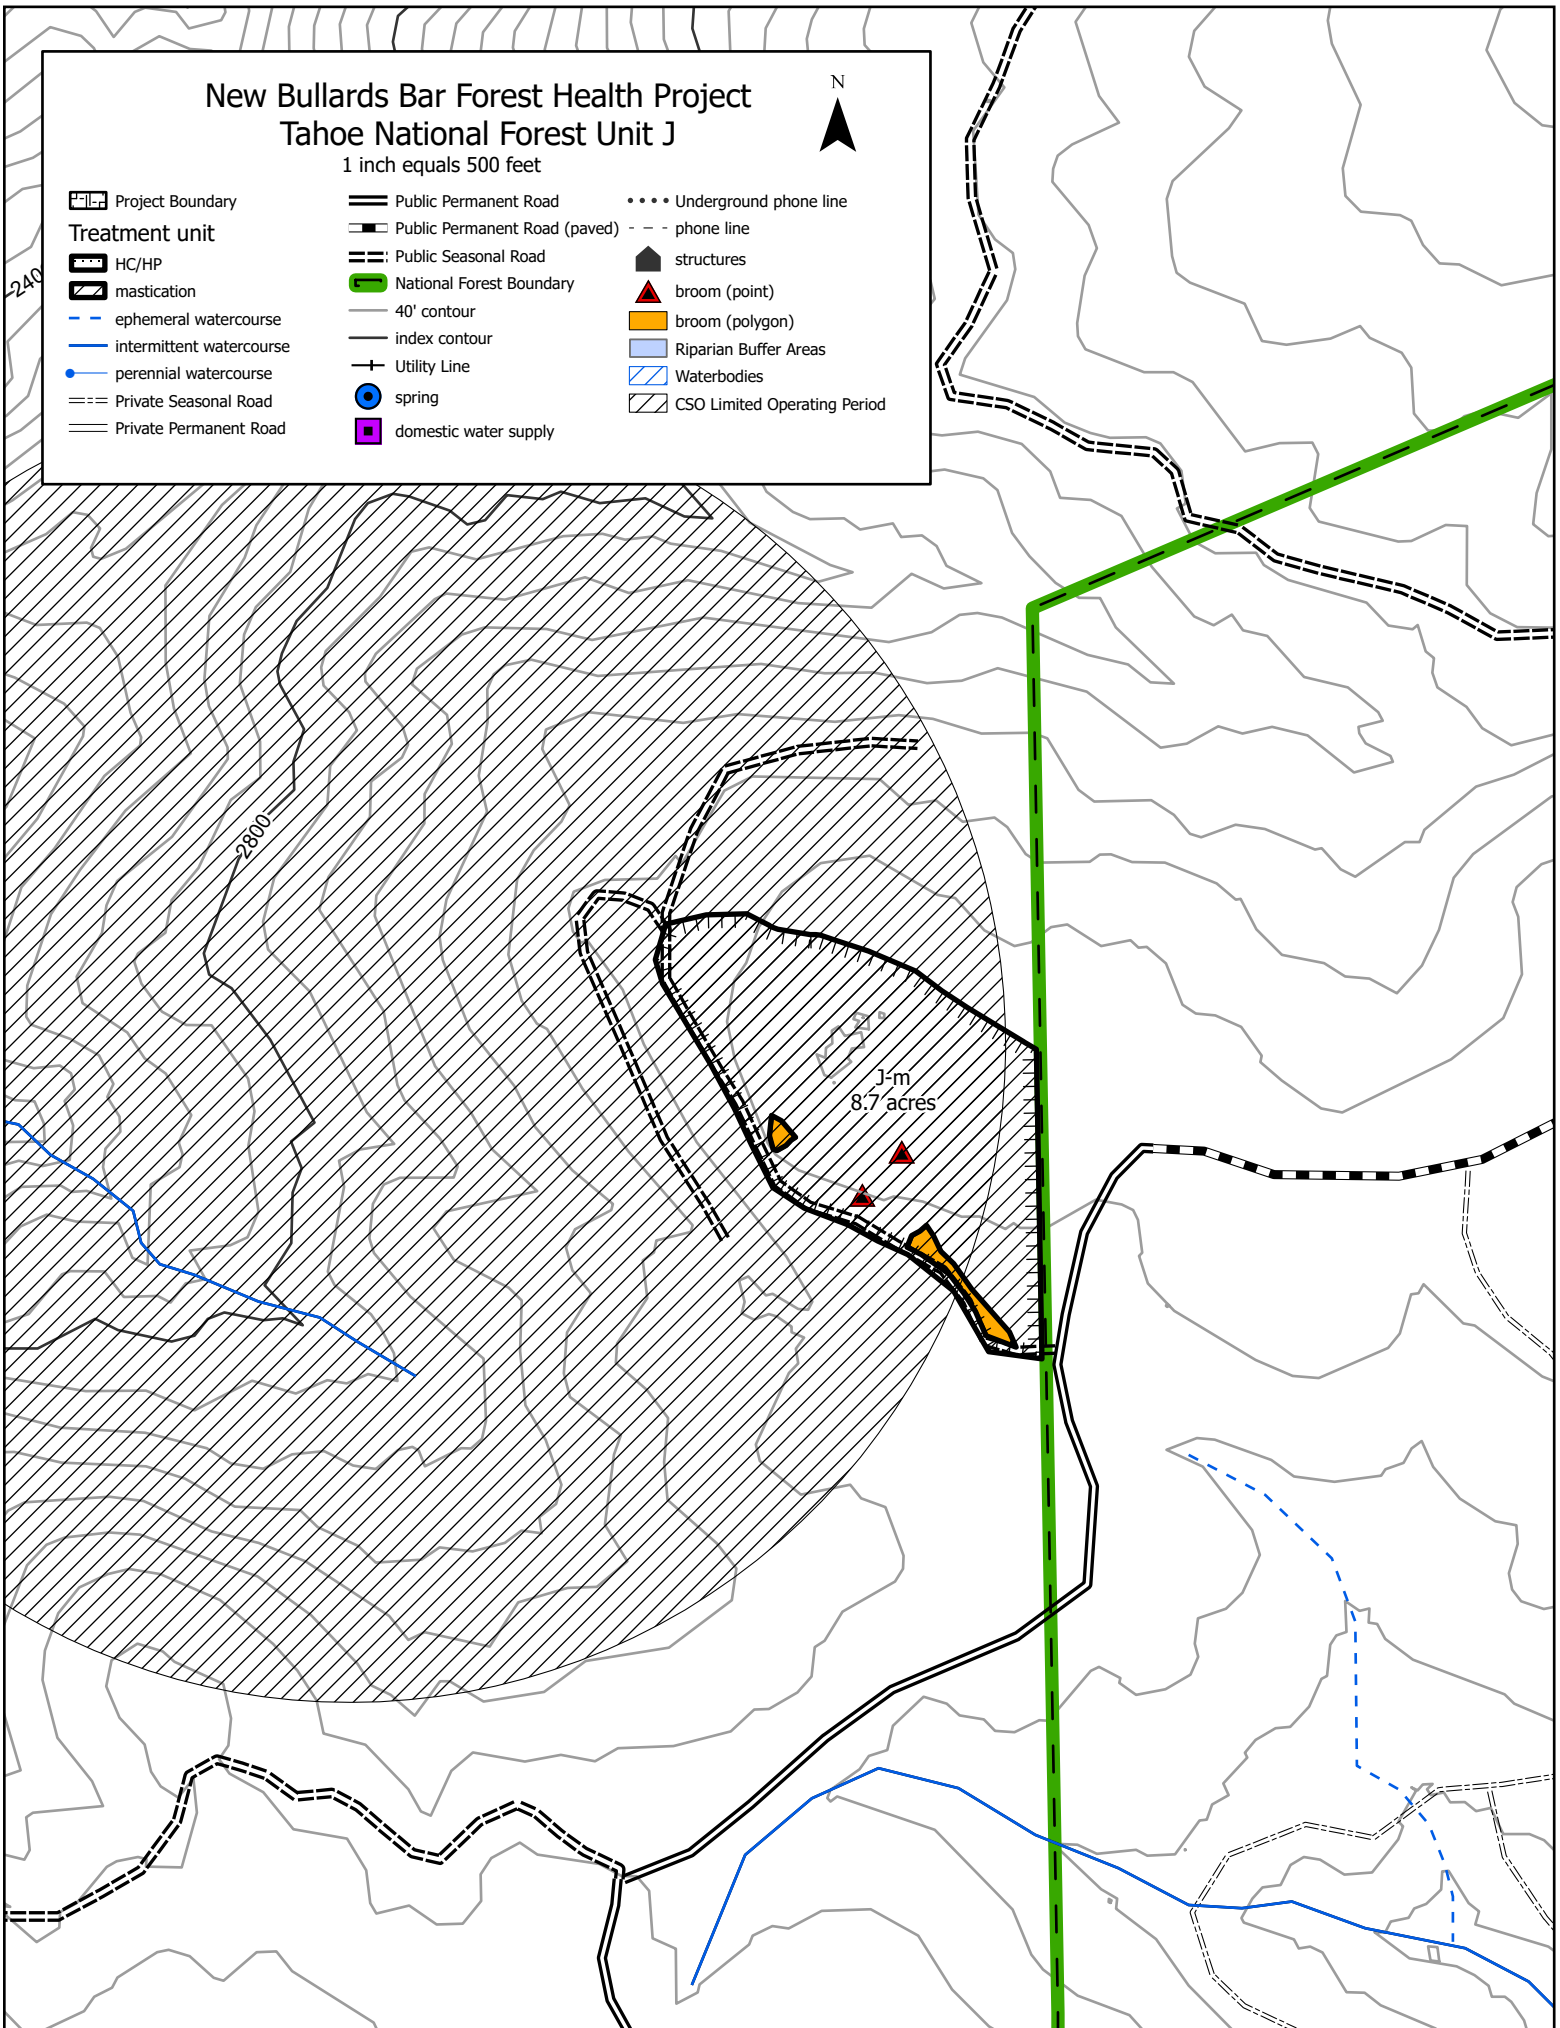 New Bullards Bar Forest Health Project
Tahoe National Forest Unit J
1 inch equals 500 feet
N
Project Boundary
Treatment unit
HC/HP
mastication
ephemeral watercourse
intermittent watercourse
perennial watercourse
Private Seasonal Road
Private Permanent Road
Public Permanent Road
Public Permanent Road (paved)
Public Seasonal Road
National Forest Boundary
40' contour
index contour
Utility Line
spring
domestic water supply
Underground phone line
phone line
structures
broom (point)
broom (polygon)
Riparian Buffer Areas
Waterbodies
CSO Limited Operating Period
240
2800
J-m
8.7 acres